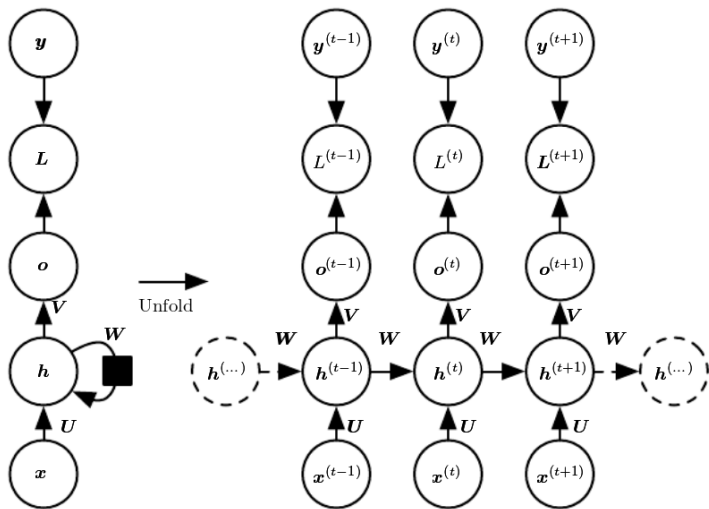 y y^(t−1) y^(t) y^(t+1)
L L^(t−1) L^(t) L^(t+1)
o o^(t−1) o^(t) o^(t+1)
Unfold
V V V V
W W W W W
h h^(...) h^(t−1) h^(t) h^(t+1) h^(...)
U U U U
x x^(t−1) x^(t) x^(t+1)